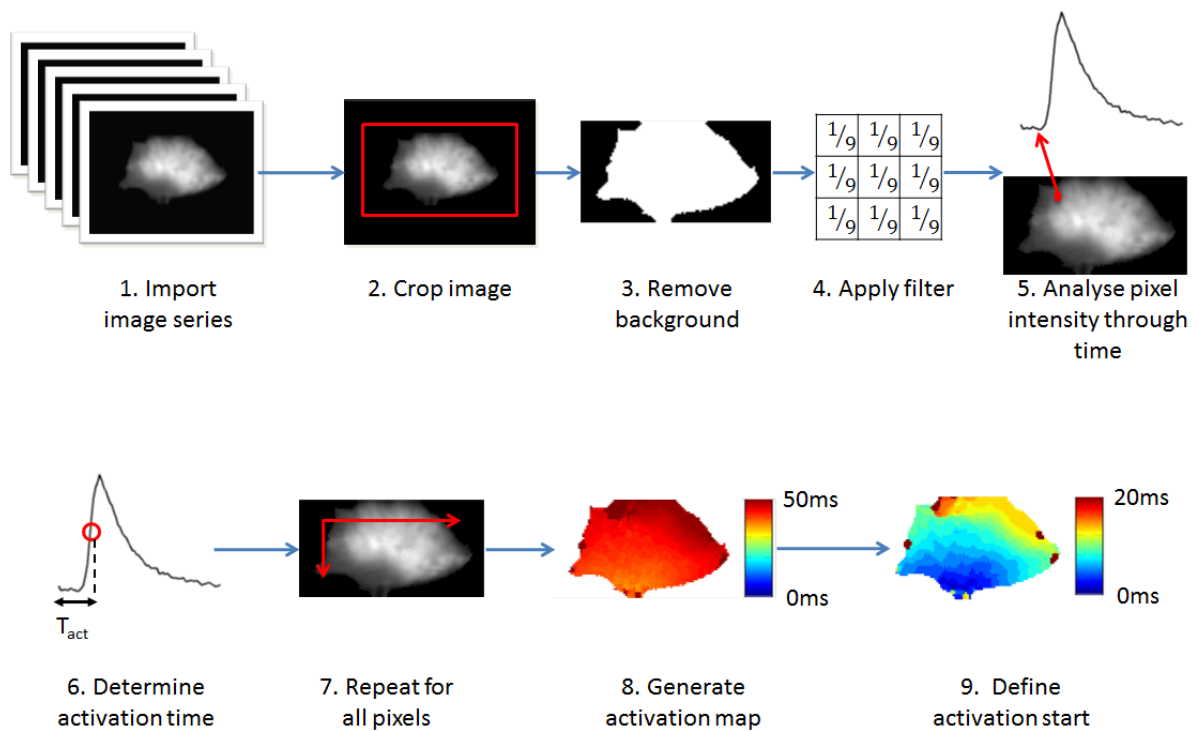 1/9 1/9 1/9
1/9 1/9 1/9
1/9 1/9 1/9
1. Import
image series
2. Crop image
3. Remove
background
4. Apply filter
5. Analyse pixel
intensity through
time
Tact
50ms
0ms
20ms
0ms
6. Determine
activation time
7. Repeat for
all pixels
8. Generate
activation map
9. Define
activation start